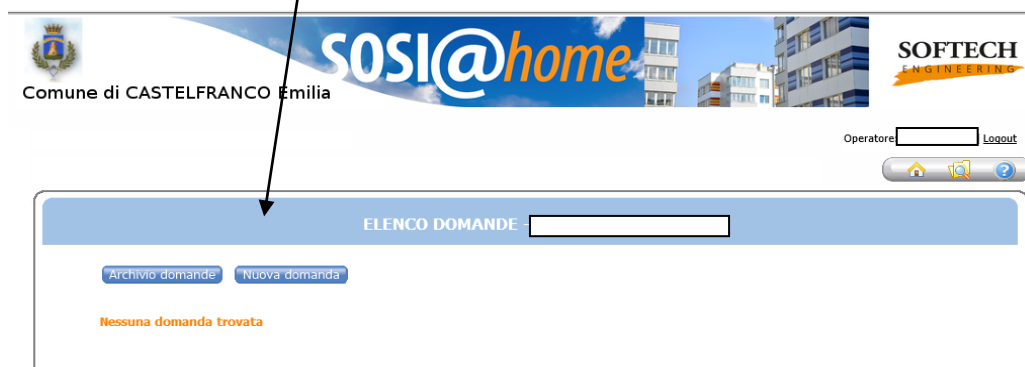 SOSI@home
SOFTECH
ENGINEERING
Comune di CASTELFRANCO Emilia
Operatore: Logout
ELENCO DOMANDE -
Archivio domande Nuova domanda
Nessuna domanda trovata